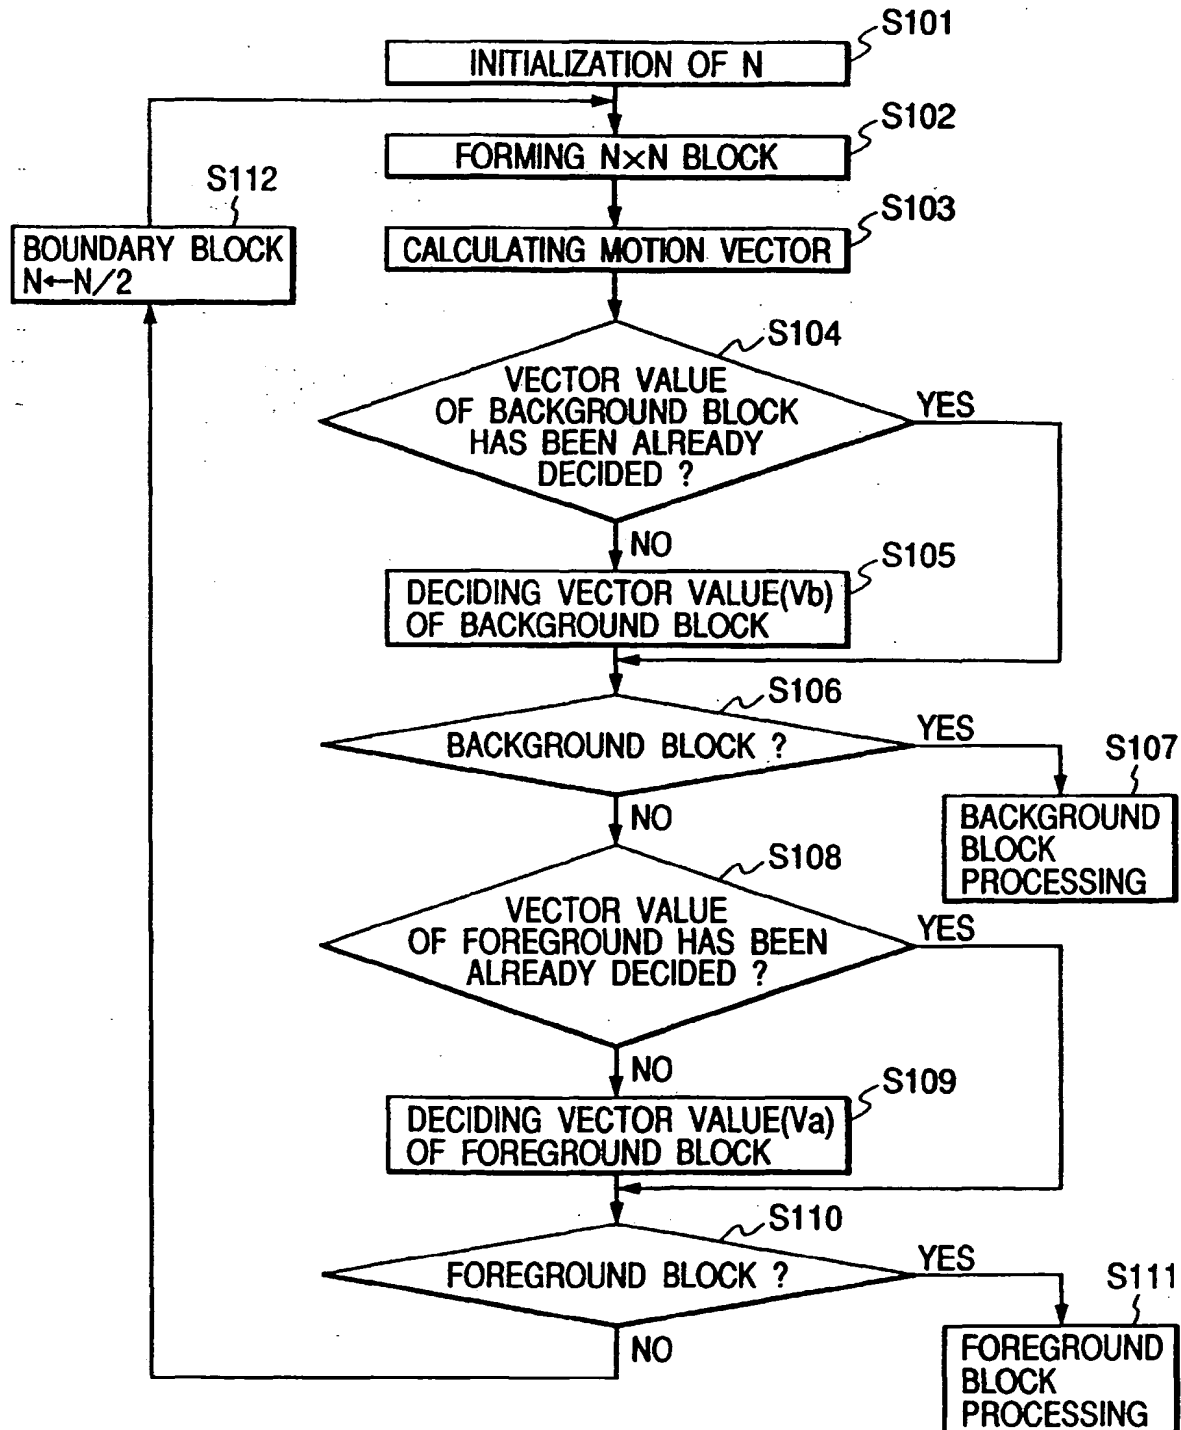 S101
INITIALIZATION OF N
S102
FORMING N×N BLOCK
S112
BOUNDARY BLOCK
N←N/2
S103
CALCULATING MOTION VECTOR
S104
VECTOR VALUE
OF BACKGROUND BLOCK
HAS BEEN ALREADY
DECIDED ?
YES
NO
S105
DECIDING VECTOR VALUE(Vb)
OF BACKGROUND BLOCK
S106
BACKGROUND BLOCK ?
YES
NO
S107
BACKGROUND
BLOCK
PROCESSING
S108
VECTOR VALUE
OF FOREGROUND HAS BEEN
ALREADY DECIDED ?
YES
NO
S109
DECIDING VECTOR VALUE(Va)
OF FOREGROUND BLOCK
S110
FOREGROUND BLOCK ?
YES
NO
S111
FOREGROUND
BLOCK
PROCESSING